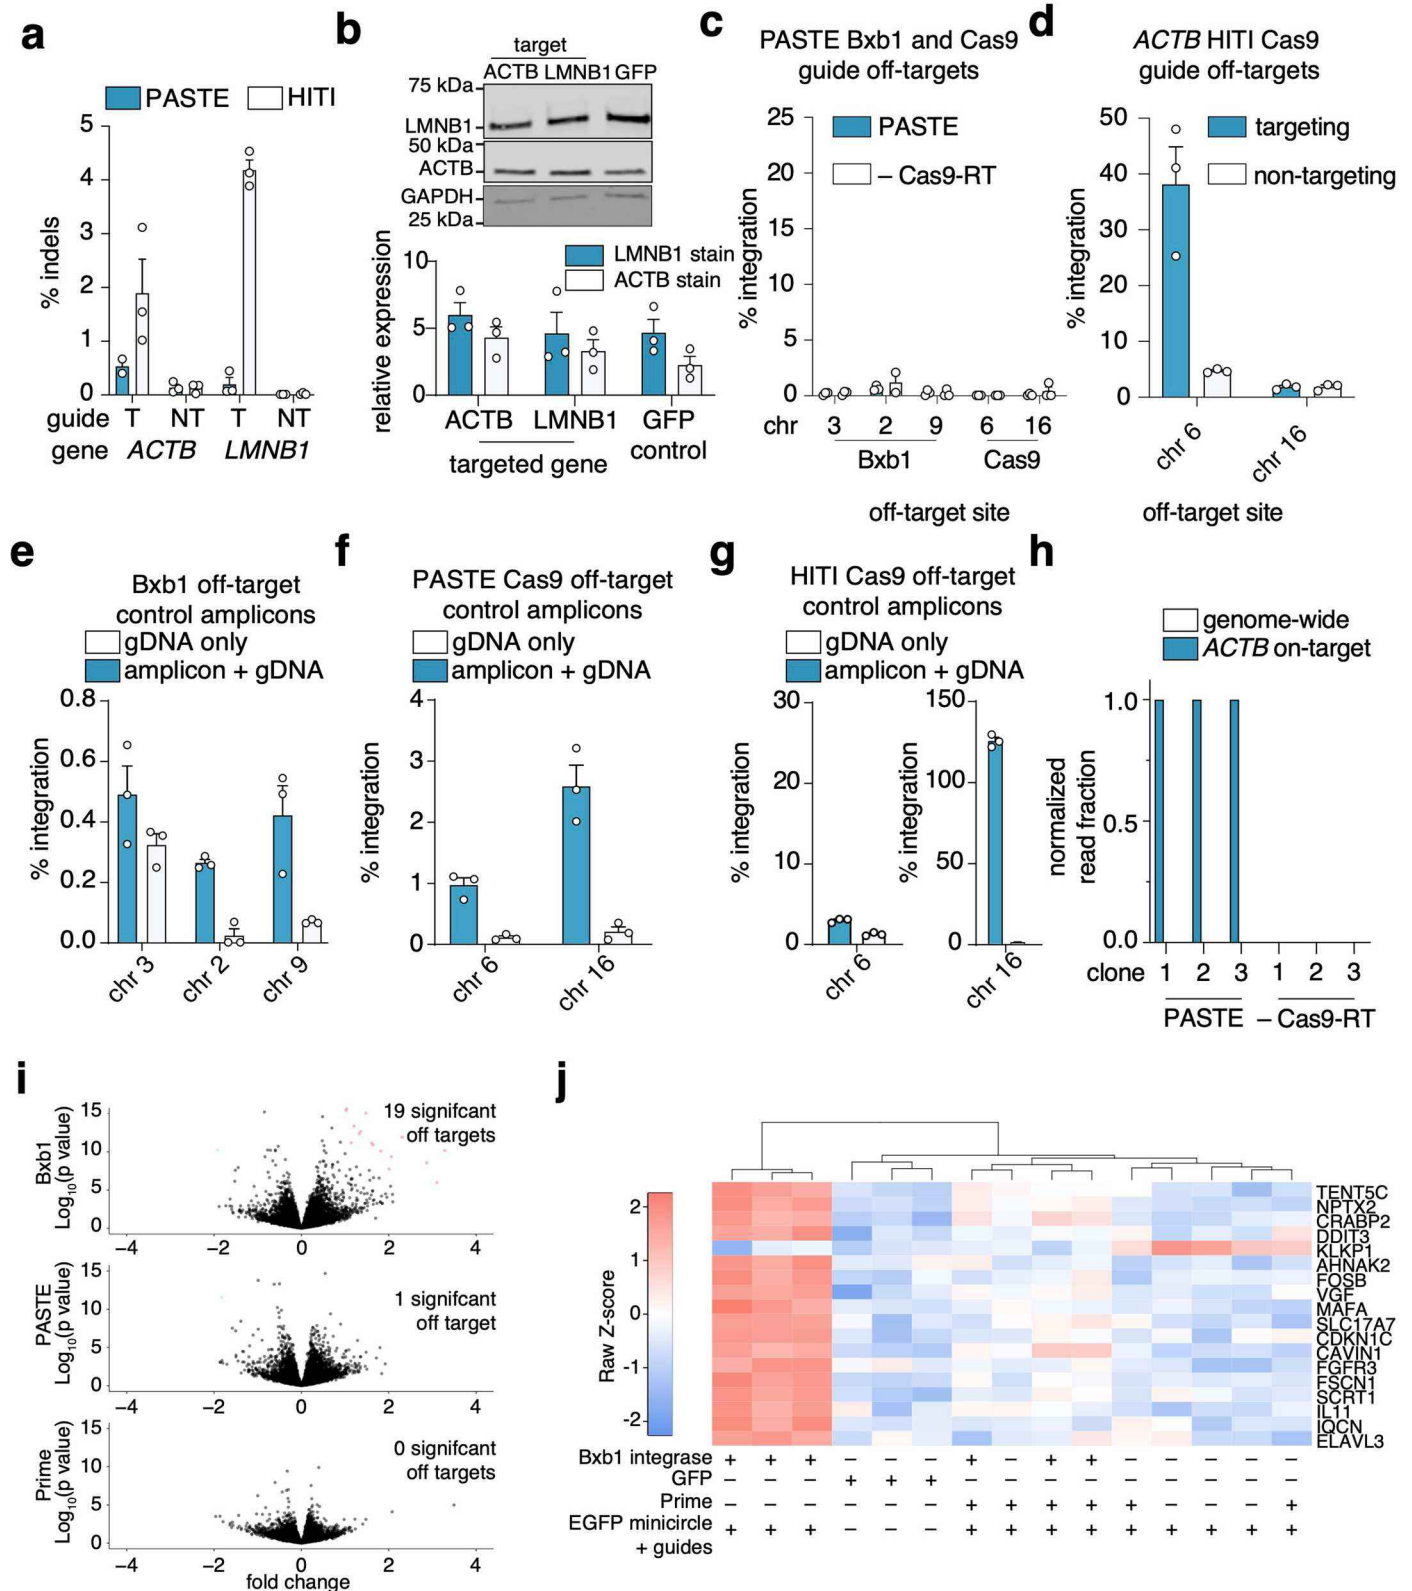 a
PASTE HITI
% indels
5
4
3
2
1
0
guide T NT T NT
gene ACTB LMNB1
b
target
ACTB LMNB1 GFP
75 kDa
LMNB1
50 kDa
ACTB
GAPDH
25 kDa
relative expression
LMNB1 stain
ACTB stain
10
5
0
ACTB LMNB1 GFP
targeted gene control
c
PASTE Bxb1 and Cas9
guide off-targets
PASTE
– Cas9-RT
% integration
25
20
15
10
5
0
chr 3 2 9 6 16
Bxb1 Cas9
off-target site
d
ACTB HITI Cas9
guide off-targets
targeting
non-targeting
% integration
50
40
30
20
10
0
chr 6 chr 16
off-target site
e
Bxb1 off-target
control amplicons
gDNA only
amplicon + gDNA
% integration
0.8
0.6
0.4
0.2
0.0
chr 3 chr 2 chr 9
f
PASTE Cas9 off-target
control amplicons
gDNA only
amplicon + gDNA
% integration
4
3
2
1
0
chr 6 chr 16
g
HITI Cas9 off-target
control amplicons
gDNA only
amplicon + gDNA
% integration
30
20
10
0
chr 6
% integration
150
100
50
0
chr 16
h
genome-wide
ACTB on-target
normalized
read fraction
1.0
0.5
0.0
clone 1 2 3 1 2 3
PASTE – Cas9-RT
i
Bxb1
Log10(p value)
15
10
5
0
19 signifcant
off targets
−4 −2 0 2 4
PASTE
Log10(p value)
15
10
5
0
1 signifcant
off target
−4 −2 0 2 4
Prime
Log10(p value)
15
10
5
0
0 signifcant
off targets
−4 −2 0 2 4
fold change
j
Raw Z-score
2
1
0
-1
-2
TENT5C
NPTX2
CRABP2
DDIT3
KLKP1
AHNAK2
FOSB
VGF
MAFA
SLC17A7
CDKN1C
CAVIN1
FGFR3
FSCN1
SCRT1
IL11
IQCN
ELAVL3
Bxb1 integrase + + + – – – + – + + – – – – –
GFP – – – + + + – – – – – – – – –
Prime – – – – – – + + + + + – – – +
EGFP minicircle + + + – – – + + + + + + + + +
+ guides